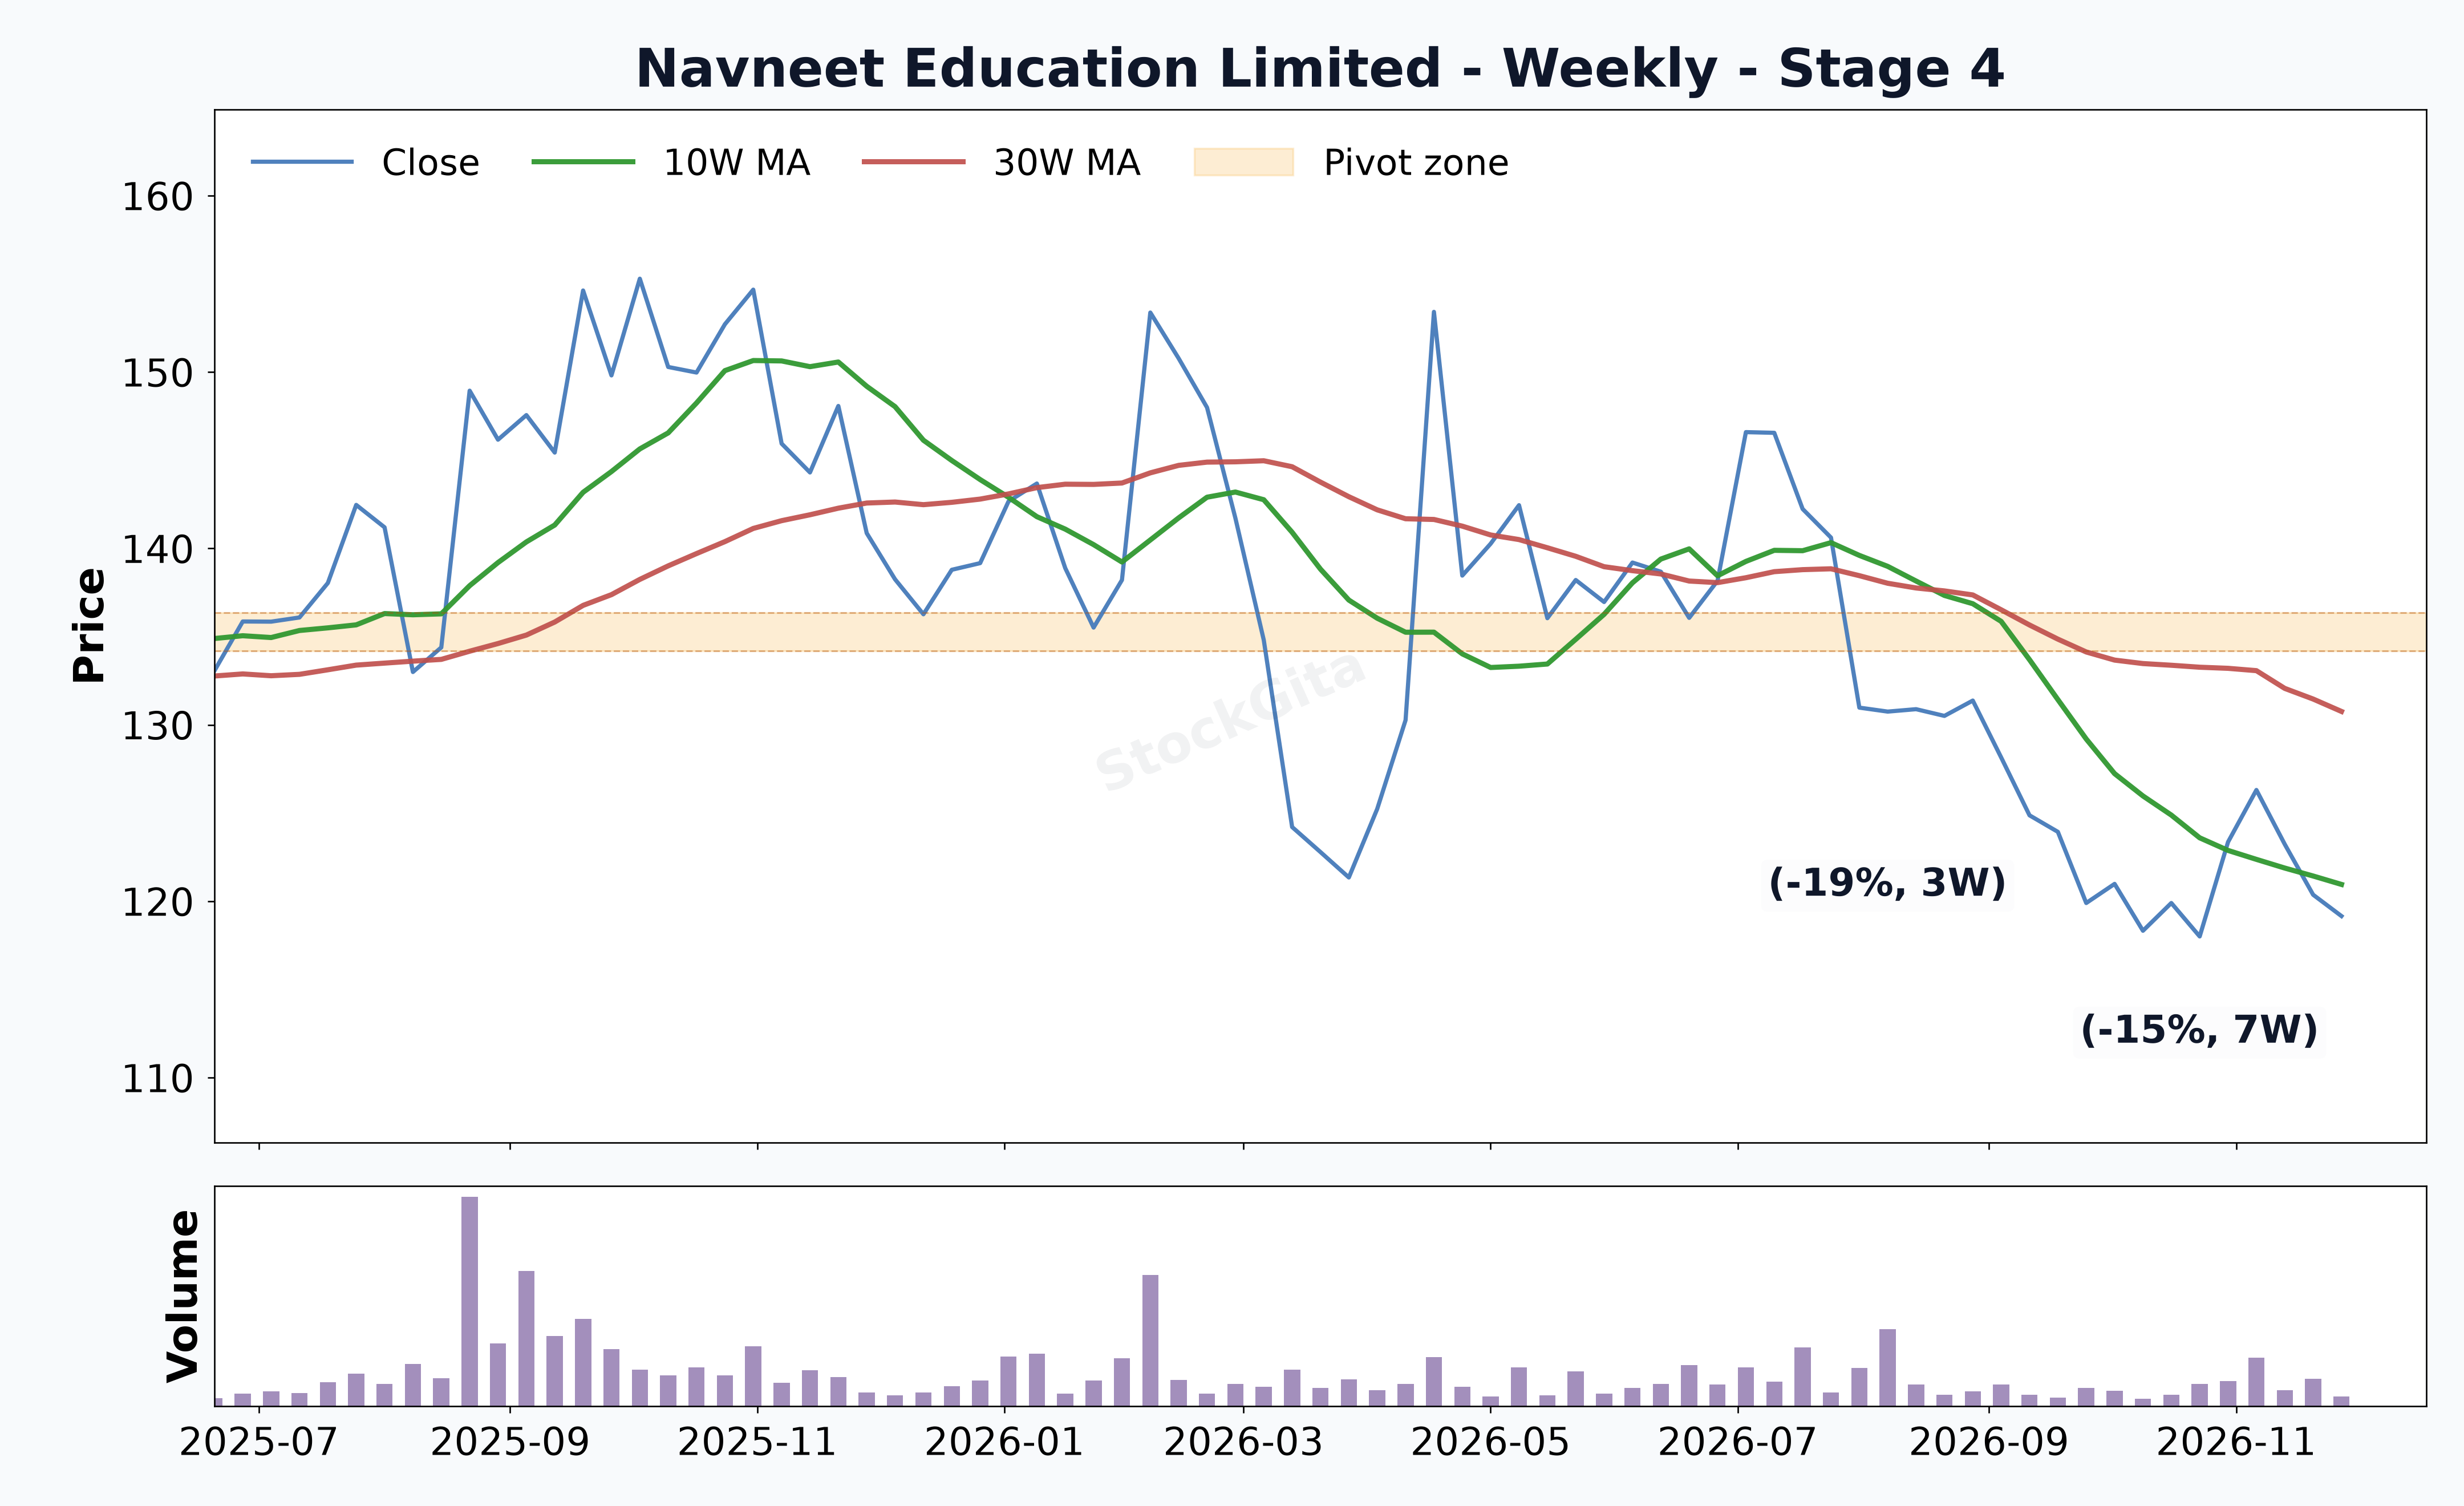 Navneet Education Limited - Weekly - Stage 4
Close 10W MA 30W MA Pivot zone
Price
160
150
140
130
120
110
StockGita
(-19%, 3W)
(-15%, 7W)
Volume
2025-07 2025-09 2025-11 2026-01 2026-03 2026-05 2026-07 2026-09 2026-11